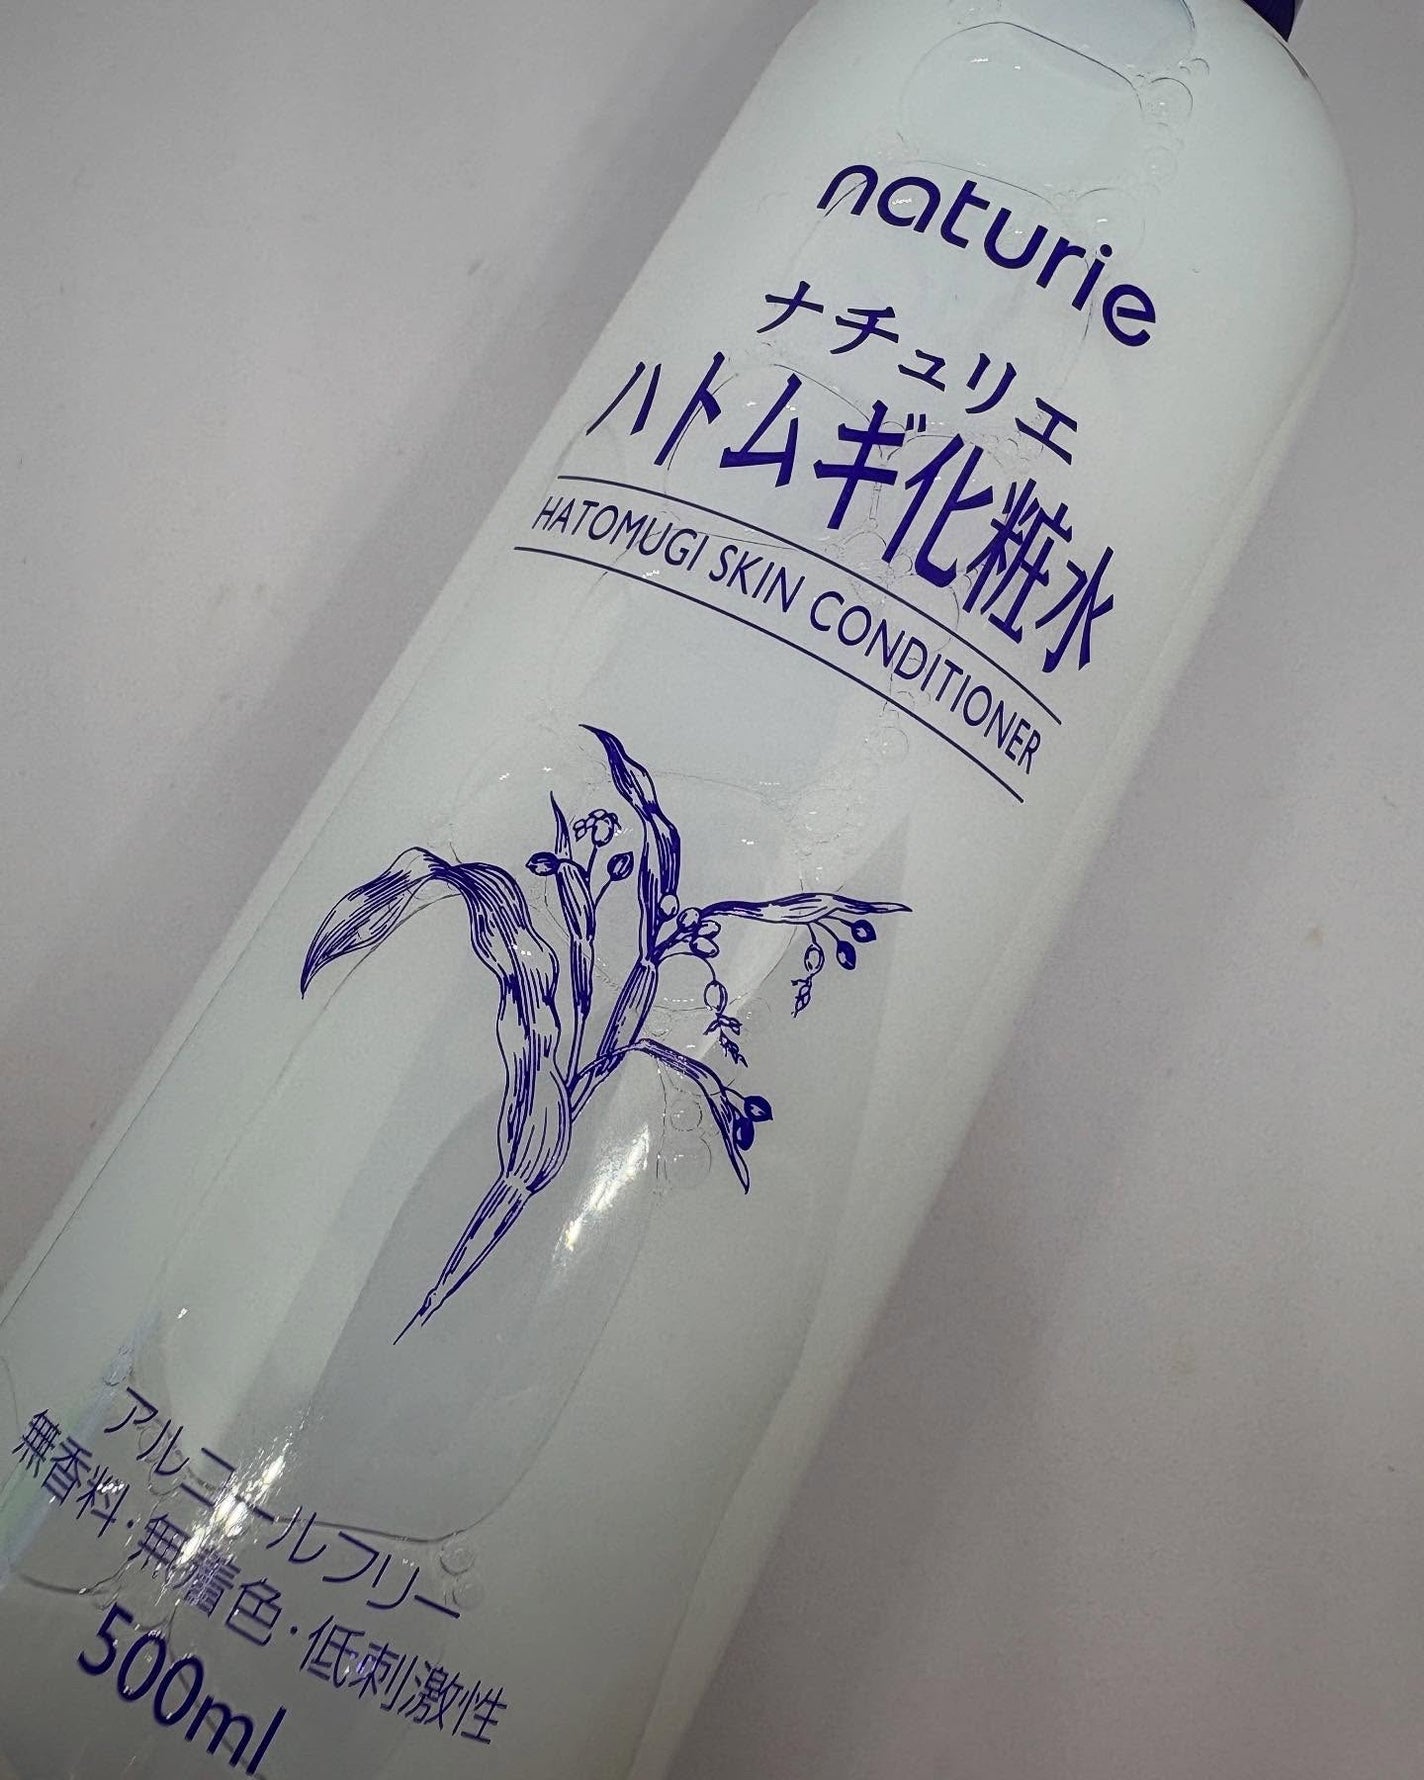 naturie
ナチュリエ
ハトムギ化粧水
HATOMUGI SKIN CONDITIONER
アルコールフリー
無香料・無着色・低刺激性
500ml